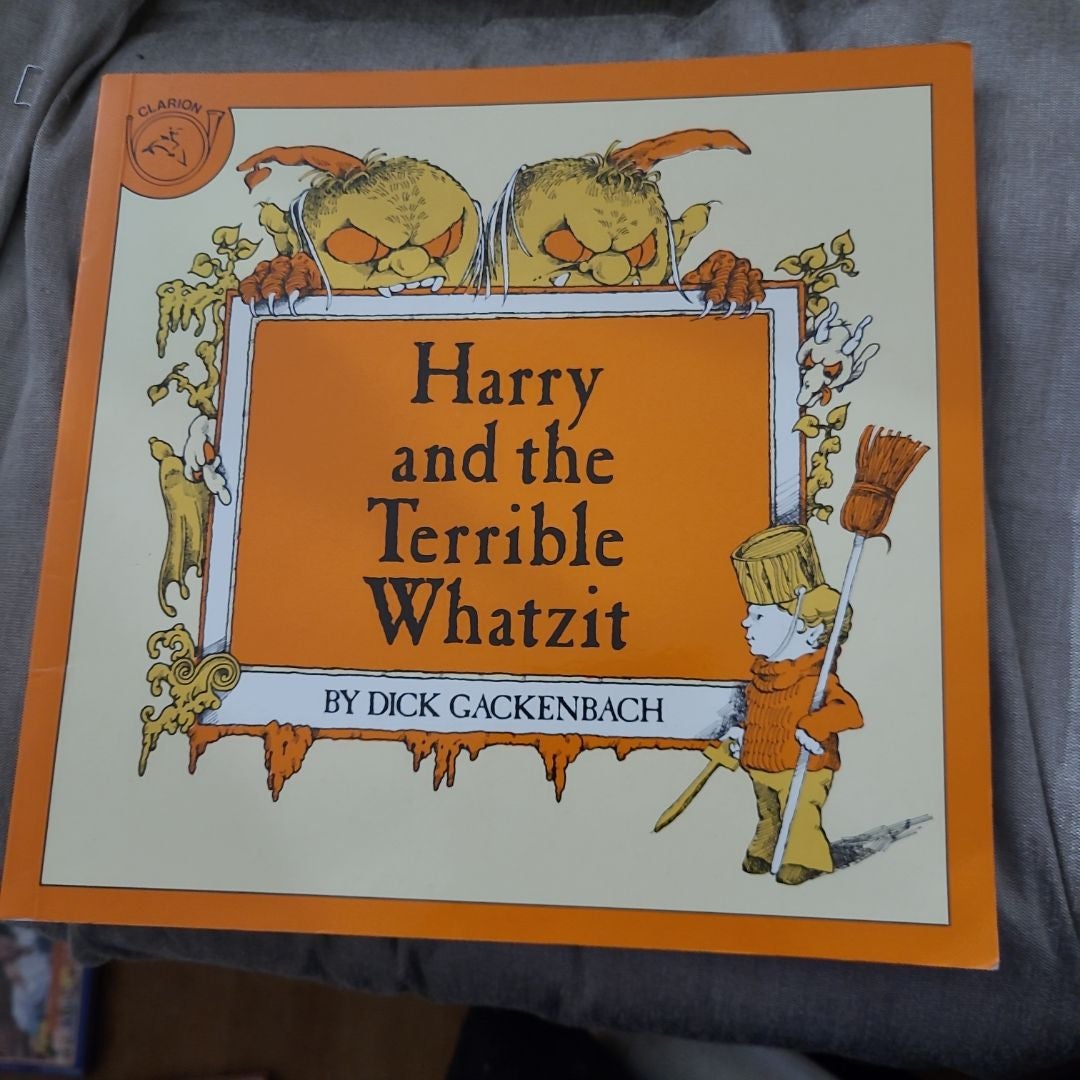 CLARION
Harry
and the
Terrible
Whatzit
BY DICK GACKENBACH